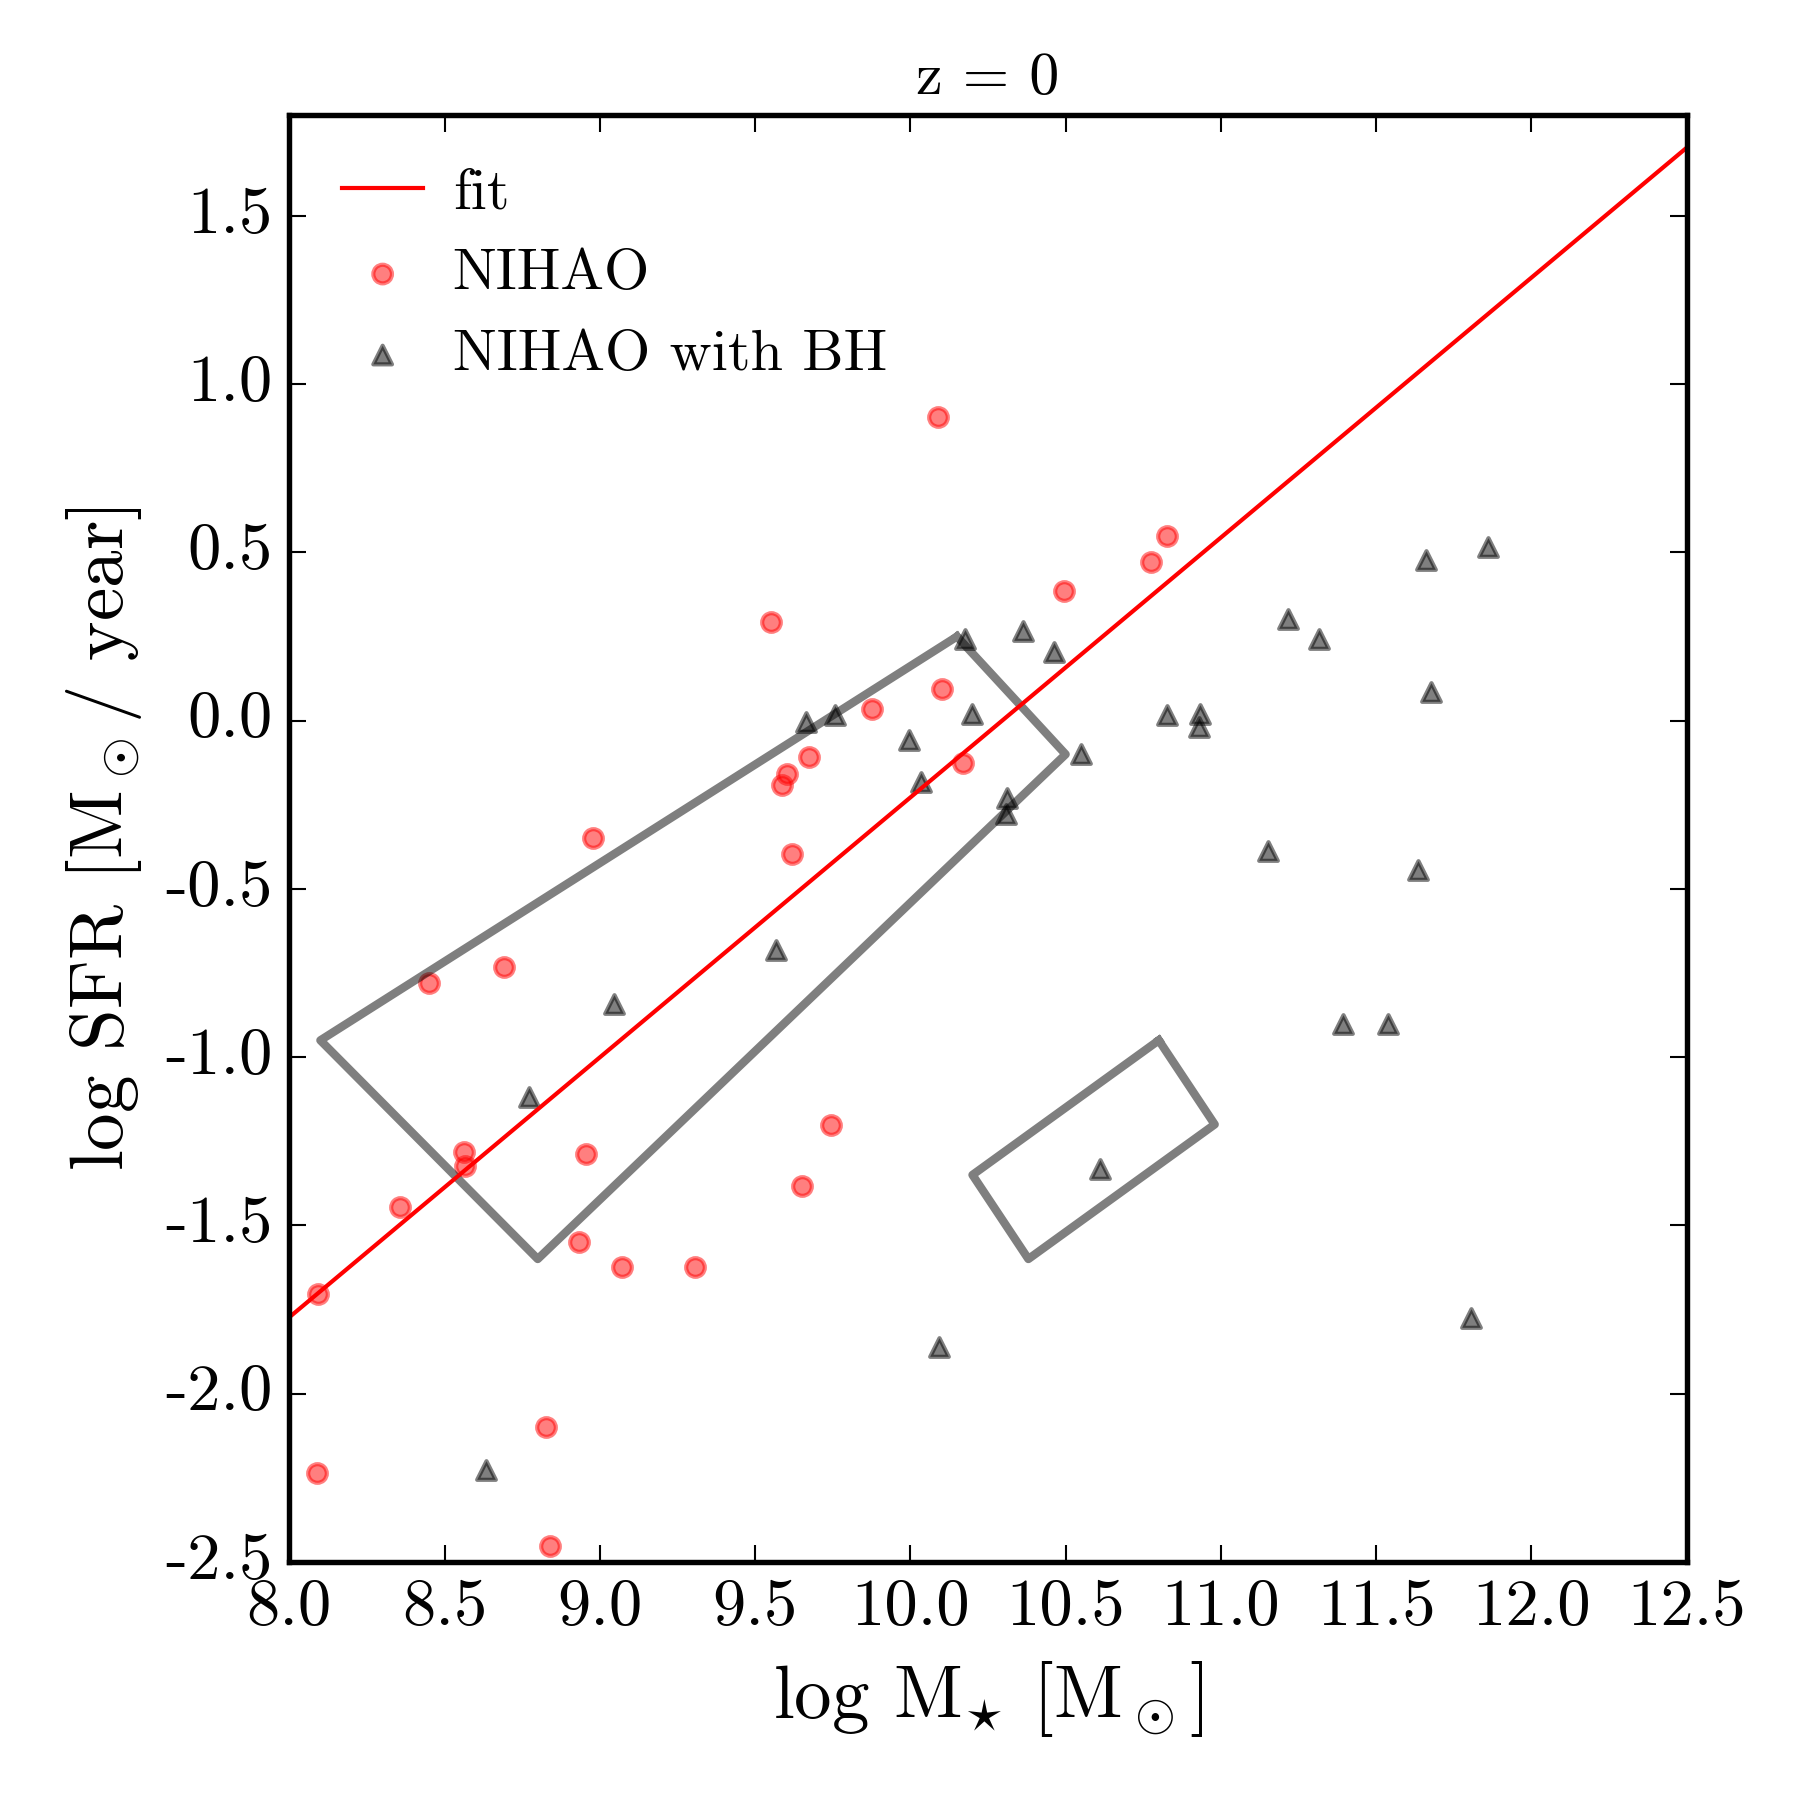 z = 0
fit
NIHAO
NIHAO with BH
1.5
1.0
0.5
0.0
-0.5
-1.0
-1.5
-2.0
-2.5
log SFR [M⊙ / year]
8.0 8.5 9.0 9.5 10.0 10.5 11.0 11.5 12.0 12.5
log M⋆ [M⊙]